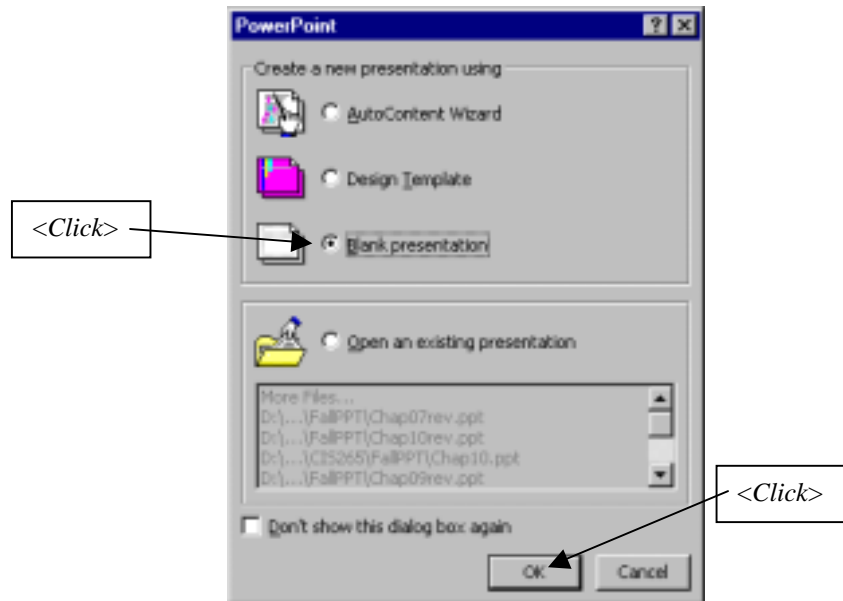 PowerPoint
Create a new presentation using
AutoContent Wizard
Design Template
<Click>
Blank presentation
Open an existing presentation
More Files...
D:\...\FallPPT\Chap07rev.ppt
D:\...\FallPPT\Chap10rev.ppt
D:\...\CIS265\FallPPT\Chap10.ppt
D:\...\FallPPT\Chap09rev.ppt
<Click>
Don't show this dialog box again
OK
Cancel